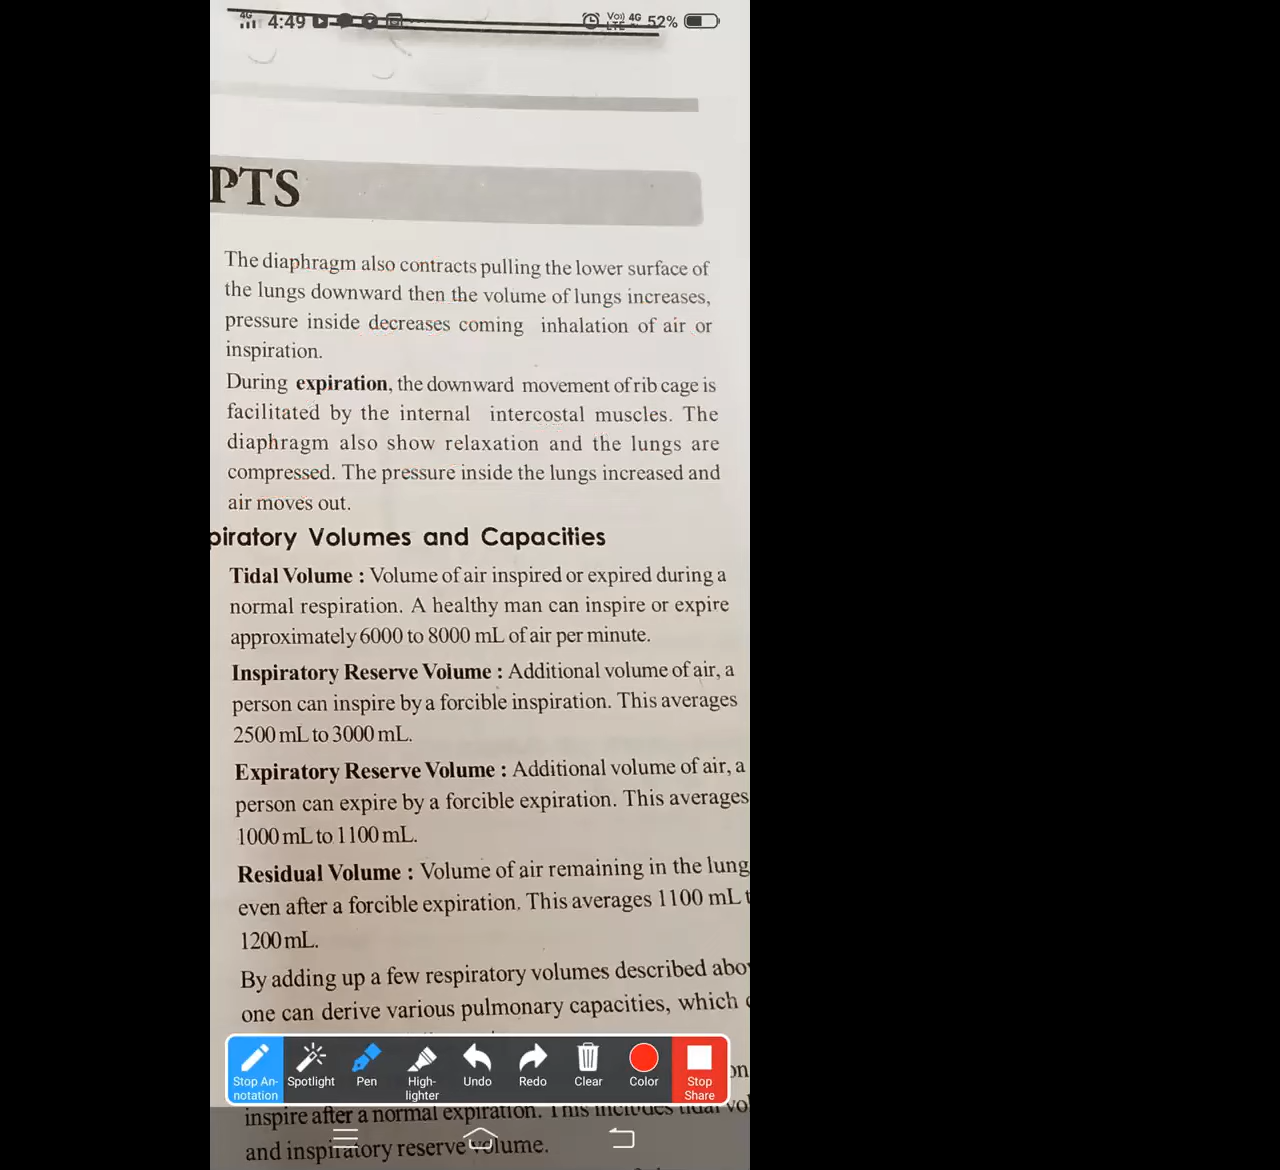 4G 4:49 VoLTE 4G 52%
PTS
The diaphragm also contracts pulling the lower surface of
the lungs downward then the volume of lungs increases,
pressure inside decreases coming inhalation of air or
inspiration.
During expiration, the downward movement of rib cage is
facilitated by the internal intercostal muscles. The
diaphragm also show relaxation and the lungs are
compressed. The pressure inside the lungs increased and
air moves out.
piratory Volumes and Capacities
Tidal Volume : Volume of air inspired or expired during a
normal respiration. A healthy man can inspire or expire
approximately 6000 to 8000 mL of air per minute.
Inspiratory Reserve Volume : Additional volume of air, a
person can inspire by a forcible inspiration. This averages
2500 mL to 3000 mL.
Expiratory Reserve Volume : Additional volume of air, a
person can expire by a forcible expiration. This averages
1000 mL to 1100 mL.
Residual Volume : Volume of air remaining in the lung
even after a forcible expiration. This averages 1100 mL t
1200 mL.
By adding up a few respiratory volumes described abo
one can derive various pulmonary capacities, which
Stop An-
notation
Spotlight
Pen
High-
lighter
Undo
Redo
Clear
Color
Stop
Share
on
inspire after a normal expiration. This includes tidal vo
and inspiratory reserve volume.